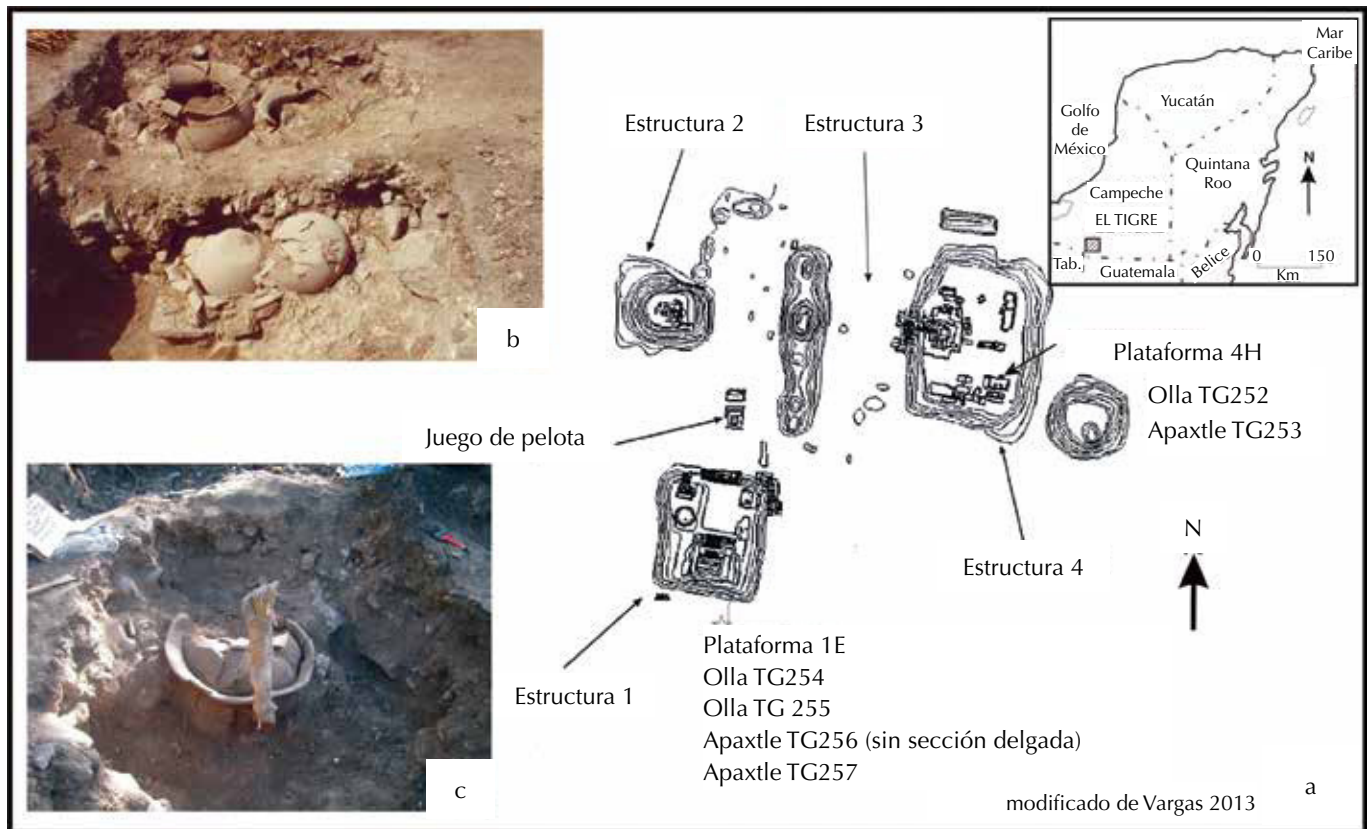 Mar
Caribe
Golfo
de
México
Yucatán
Quintana
Roo
N
Campeche
EL TIGRE
Tab.
Guatemala
Belice
0 150
Km
Estructura 2
Estructura 3
b
Plataforma 4H
Olla TG252
Apaxtle TG253
Juego de pelota
N
Estructura 4
Estructura 1
Plataforma 1E
Olla TG254
Olla TG 255
Apaxtle TG256 (sin sección delgada)
Apaxtle TG257
c
modificado de Vargas 2013
a